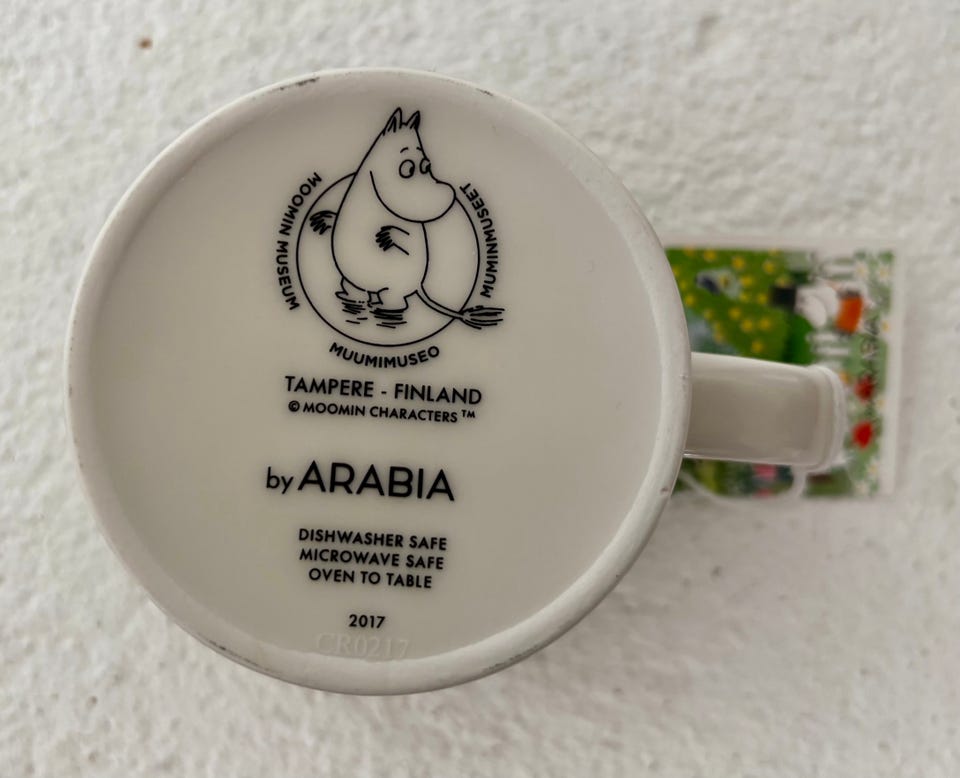 MOOMIN MUSEUM
MUMINMUSEET
MUUMIMUSEO
TAMPERE - FINLAND
© MOOMIN CHARACTERS ™
by ARABIA
DISHWASHER SAFE
MICROWAVE SAFE
OVEN TO TABLE
2017
CR0217